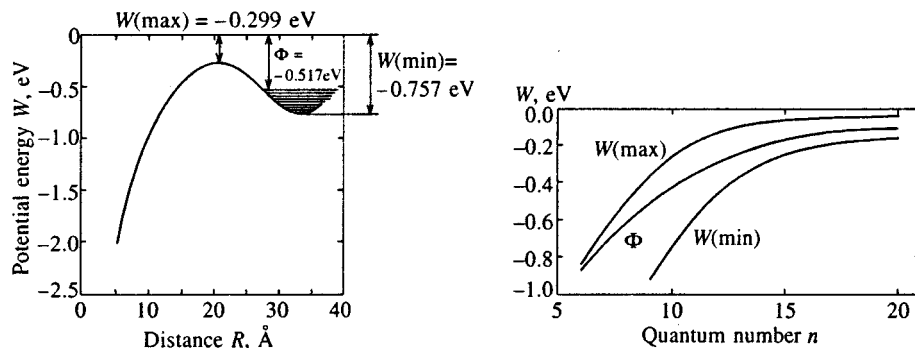 W(max) = −0.299 eV
Φ =
−0.517eV
W(min)=
−0.757 eV
Potential energy W, eV
0
−0.5
−1.0
−1.5
−2.0
−2.5
0
10
20
30
40
Distance R, Å
W, eV
0.0
−0.2
−0.4
−0.6
−0.8
−1.0
W(max)
Φ
W(min)
5
10
15
20
Quantum number n